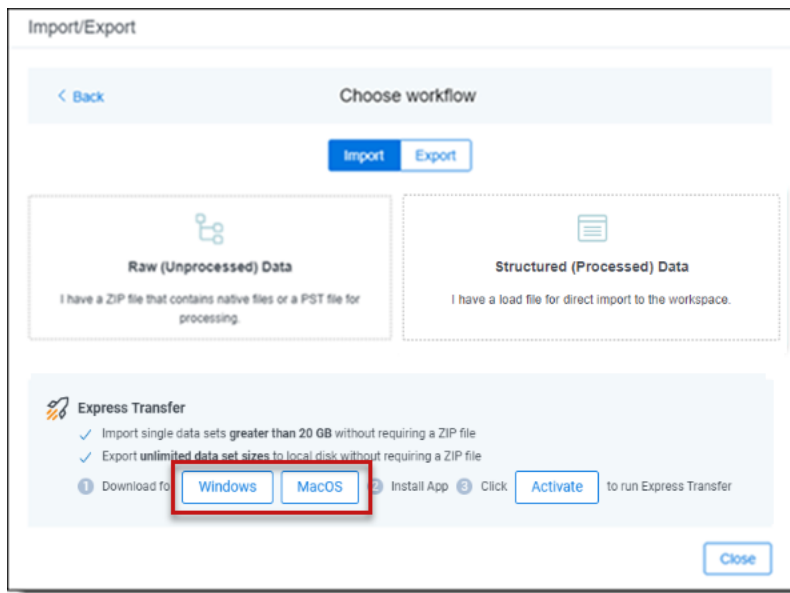 Import/Export
Back
Choose workflow
Import Export
Raw (Unprocessed) Data
I have a ZIP file that contains native files or a PST file for
processing.
Structured (Processed) Data
I have a load file for direct import to the workspace.
Express Transfer
Import single data sets greater than 20 GB without requiring a ZIP file
Export unlimited data set sizes to local disk without requiring a ZIP file
1 Download fo Windows MacOS 2 Install App 3 Click Activate to run Express Transfer
Close